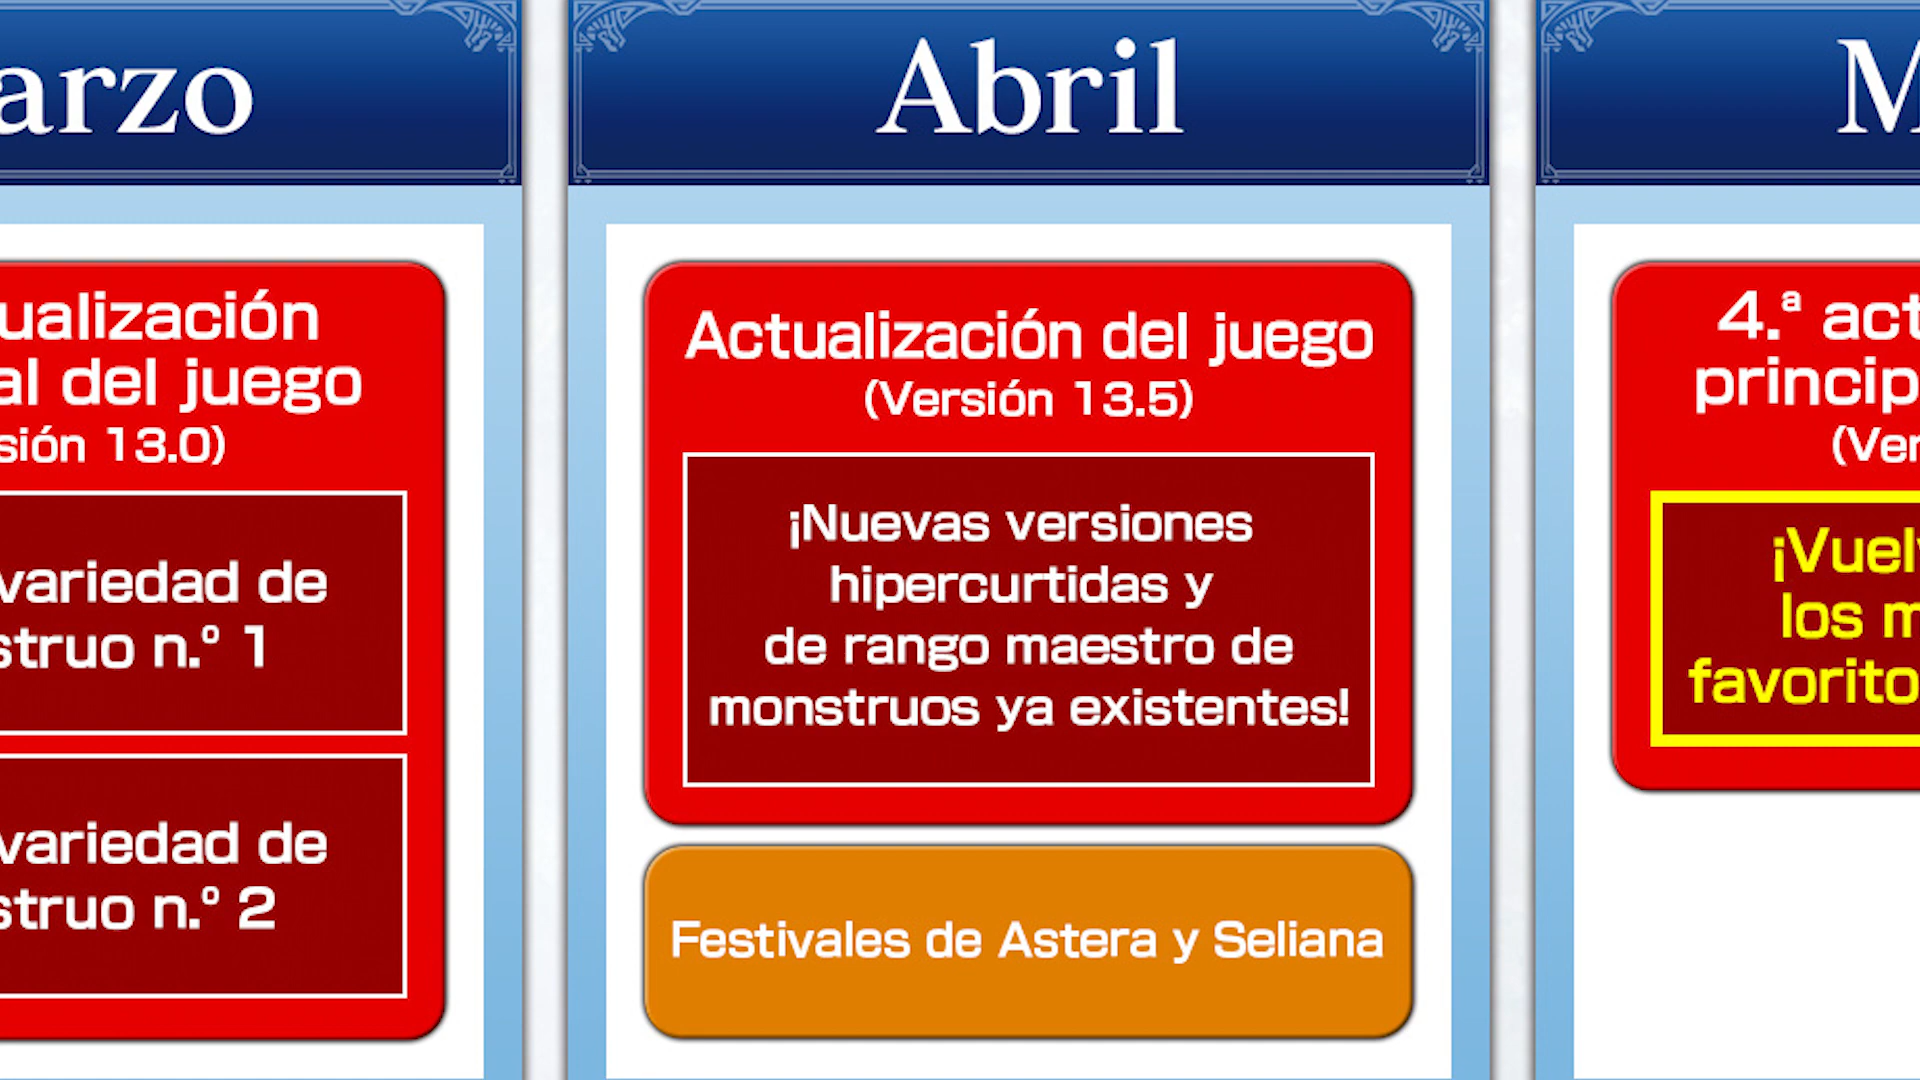 arzo
ualización
al del juego
sión 13.0)
variedad de
struo n.º 1
variedad de
struo n.º 2
Abril
Actualización del juego
(Versión 13.5)
¡Nuevas versiones
hipercurtidas y
de rango maestro de
monstruos ya existentes!
Festivales de Astera y Seliana
M
4.ª act
princip
(Ver
¡Vuel
los m
favorito